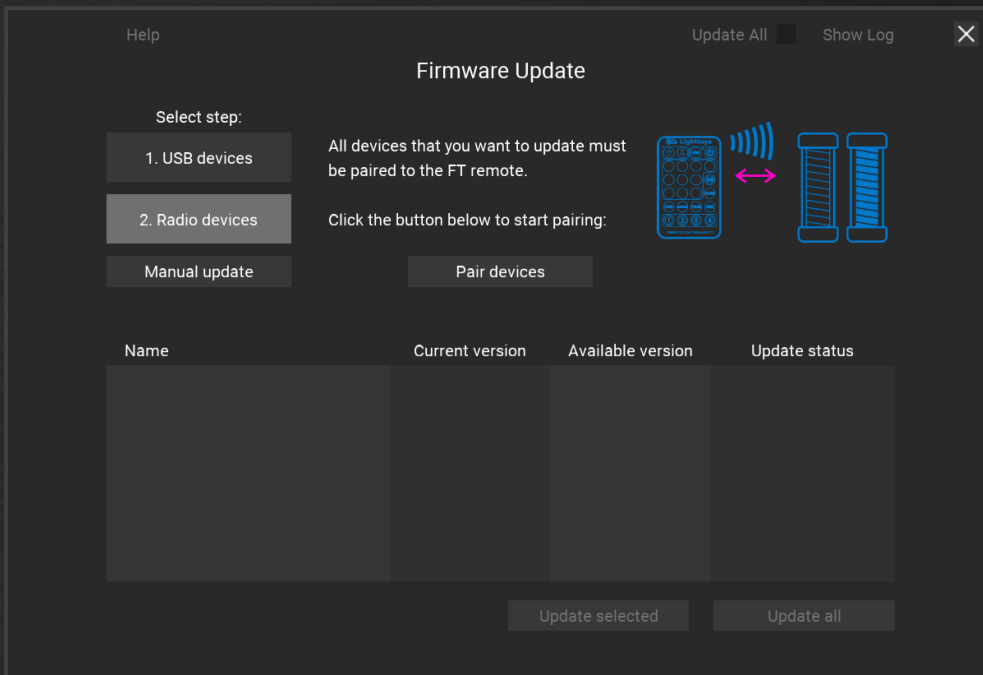 Help
Update All
Show Log
Firmware Update
Select step:
1. USB devices
2. Radio devices
Manual update
All devices that you want to update must
be paired to the FT remote.
Click the button below to start pairing:
Pair devices
Lighttoys
Name
Current version
Available version
Update status
Update selected
Update all